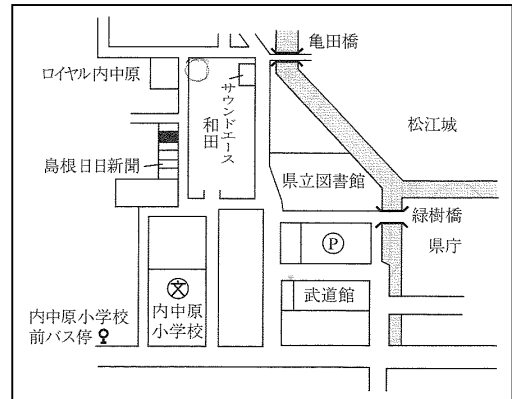 亀田橋
ロイヤル内中原
サウンドエース
和田
松江城
島根日日新聞
県立図書館
緑樹橋
県庁
P
文
武道館
内中原
小学校
内中原小学校
前バス停